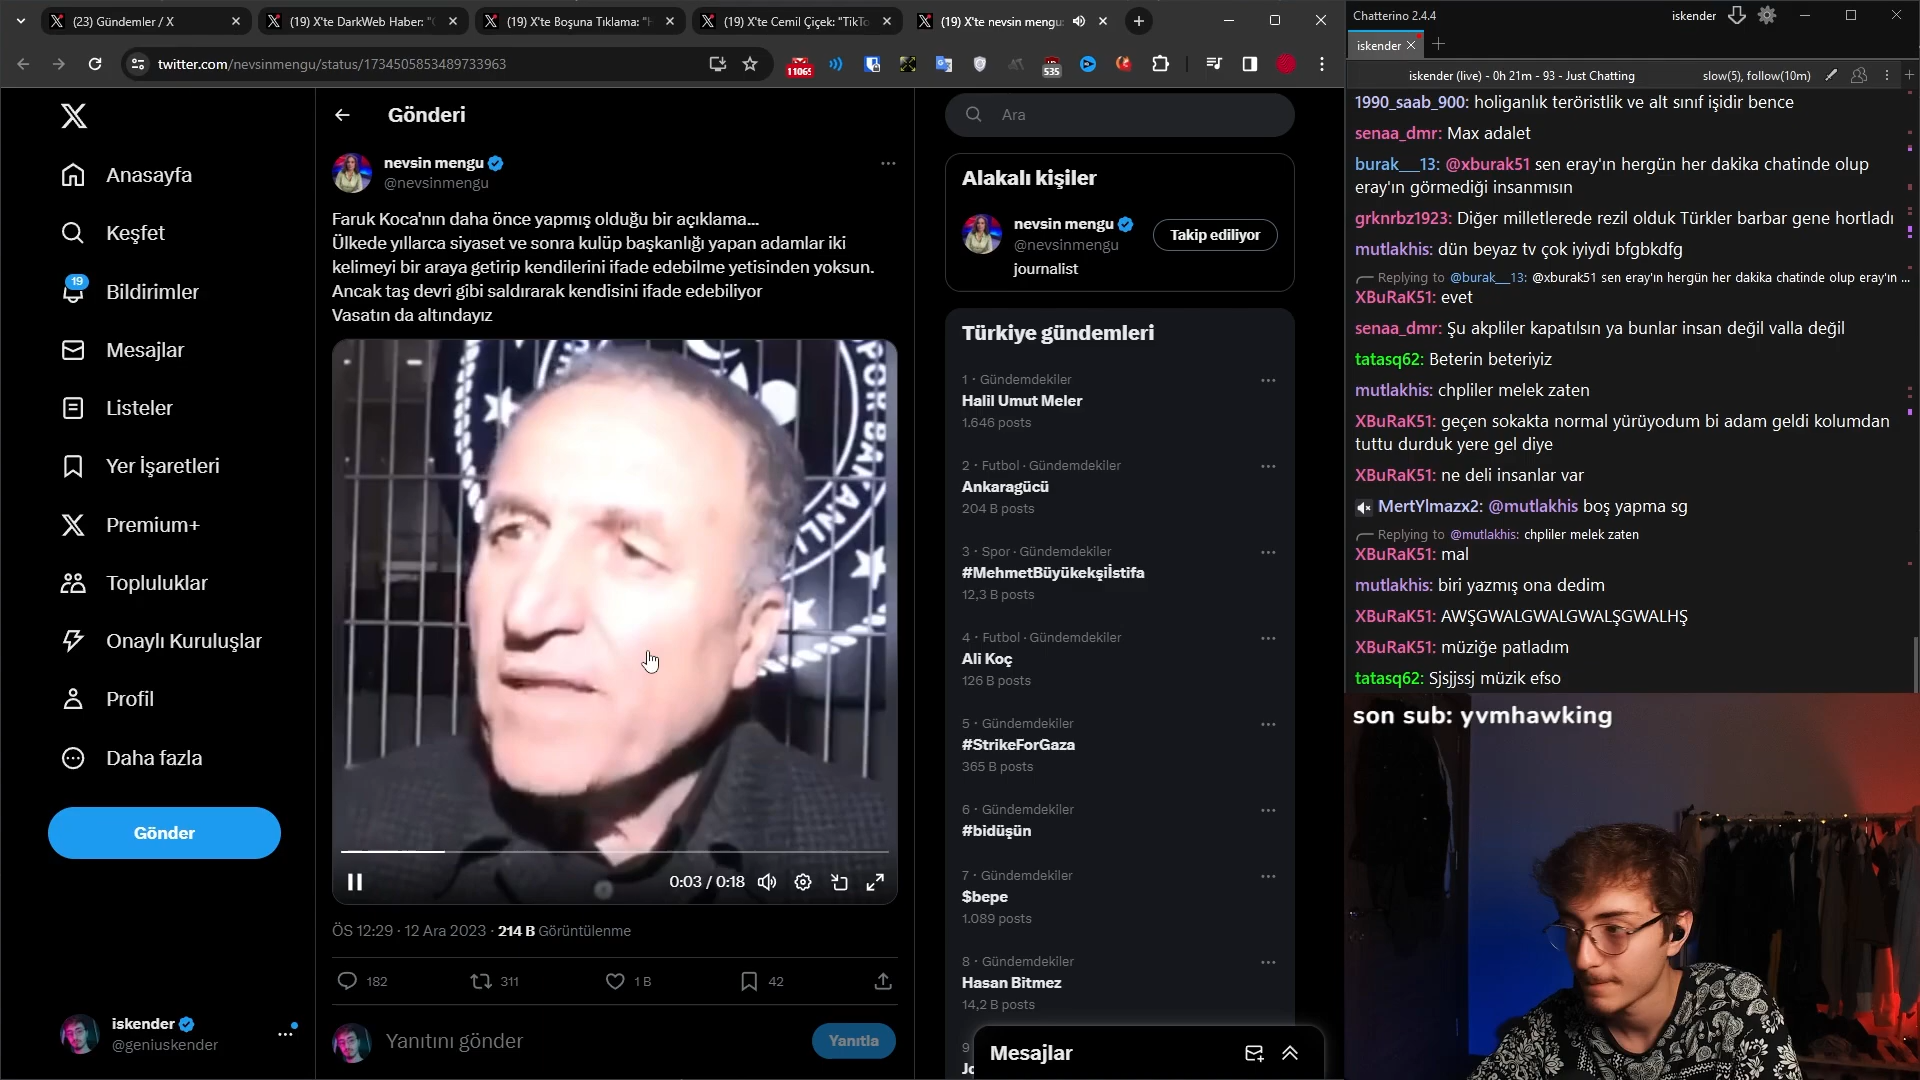 (23) Gündemler / X
(19) X'te DarkWeb Haber: "
(19) X'te Boşuna Tıklama: "
(19) X'te Cemil Çiçek: "TikTo
(19) X'te nevsin mengu:
twitter.com/nevsinmengu/status/1734505853489733963
11069
535
Anasayfa
Keşfet
19
Bildirimler
Mesajlar
Listeler
Yer İşaretleri
Premium+
Topluluklar
Onaylı Kuruluşlar
Profil
Daha fazla
Gönder
iskender
@geniuskender
Gönderi
nevsin mengu
@nevsinmengu
Faruk Koca'nın daha önce yapmış olduğu bir açıklama...
Ülkede yıllarca siyaset ve sonra kulüp başkanlığı yapan adamlar iki
kelimeyi bir araya getirip kendilerini ifade edebilme yetisinden yoksun.
Ancak taş devri gibi saldırarak kendisini ifade edebiliyor
Vasatın da altındayız
0:03 / 0:18
ÖS 12:29 · 12 Ara 2023 · 214 B Görüntülenme
182
311
1 B
42
Yanıtını gönder
Yanıtla
Ara
Alakalı kişiler
nevsin mengu
@nevsinmengu
journalist
Takip ediliyor
Türkiye gündemleri
1 · Gündemdekiler
Halil Umut Meler
1.646 posts
2 · Futbol · Gündemdekiler
Ankaragücü
204 B posts
3 · Spor · Gündemdekiler
#MehmetBüyükekşiİstifa
12,3 B posts
4 · Futbol · Gündemdekiler
Ali Koç
126 B posts
5 · Gündemdekiler
#StrikeForGaza
365 B posts
6 · Gündemdekiler
#bidüşün
7 · Gündemdekiler
$bepe
1.089 posts
8 · Gündemdekiler
Hasan Bitmez
14,2 B posts
9
Mesajlar
Chatterino 2.4.4
iskender
iskender
iskender (live) - 0h 21m - 93 - Just Chatting
slow(5), follow(10m)
1990_saab_900: holiganlık teröristlik ve alt sınıf işidir bence
senaa_dmr: Max adalet
burak__13: @xburak51 sen eray'ın hergün her dakika chatinde olup
eray'ın görmediği insanmısın
grknrbz1923: Diğer milletlerede rezil olduk Türkler barbar gene hortladı
mutlakhis: dün beyaz tv çok iyiydi bfgbkdfg
Replying to @burak__13: @xburak51 sen eray'ın hergün her dakika chatinde olup eray'ın ...
XBuRaK51: evet
senaa_dmr: Şu akpliler kapatılsın ya bunlar insan değil valla değil
tatasq62: Beterin beteriyiz
mutlakhis: chpliler melek zaten
XBuRaK51: geçen sokakta normal yürüyodum bi adam geldi kolumdan
tuttu durduk yere gel diye
XBuRaK51: ne deli insanlar var
MertYlmazx2: @mutlakhis boş yapma sg
Replying to @mutlakhis: chpliler melek zaten
XBuRaK51: mal
mutlakhis: biri yazmış ona dedim
XBuRaK51: AWŞGWALGWALGWALŞGWALHŞ
XBuRaK51: müziğe patladım
tatasq62: Sjsjjssj müzik efso
son sub: yvmhawking